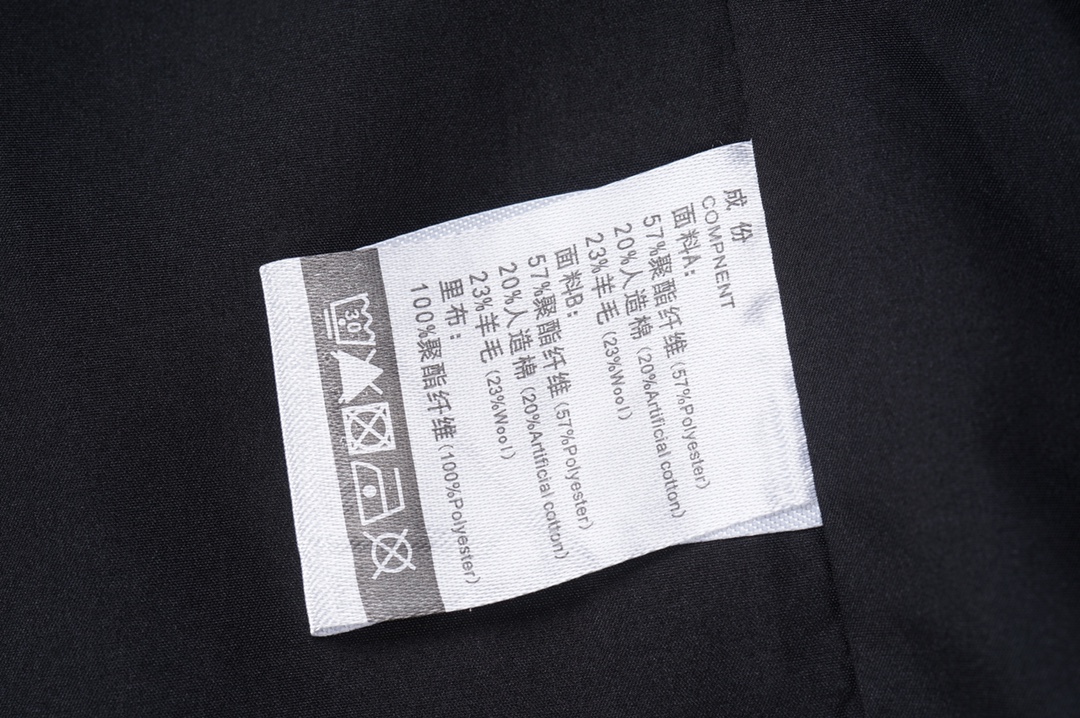 成份
COMPNENT
面料A:
57%聚酯纤维(57%Polyester)
20%人造棉(20%Artificial cotton)
23%羊毛(23%Wool)
面料B:
57%聚酯纤维(57%Polyester)
20%人造棉(20%Artificial cotton)
23%羊毛(23%Wool)
里布:
100%聚酯纤维(100%Polyester)
30